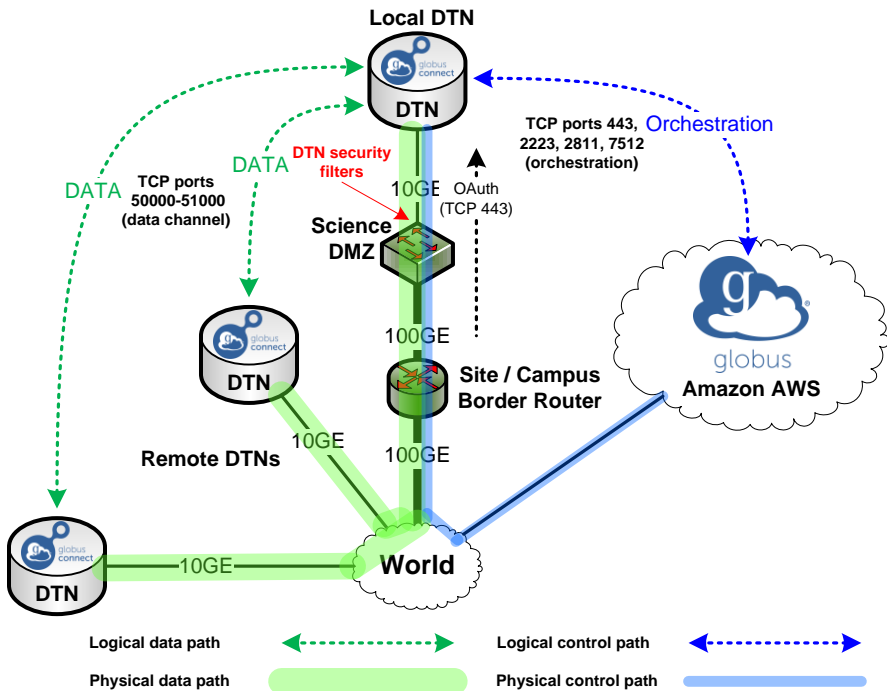 Local DTN
globus
connect
DTN
TCP ports 443,
2223, 2811, 7512
(orchestration)
Orchestration
DTN security
filters
DATA
DATA
TCP ports
50000-51000
(data channel)
10GE
OAuth
(TCP 443)
Science
DMZ
g
globus
®
Amazon AWS
100GE
globus
connect
DTN
Site / Campus
Border Router
10GE
100GE
Remote DTNs
globus
connect
DTN
10GE
World
Logical data path
Logical control path
Physical data path
Physical control path